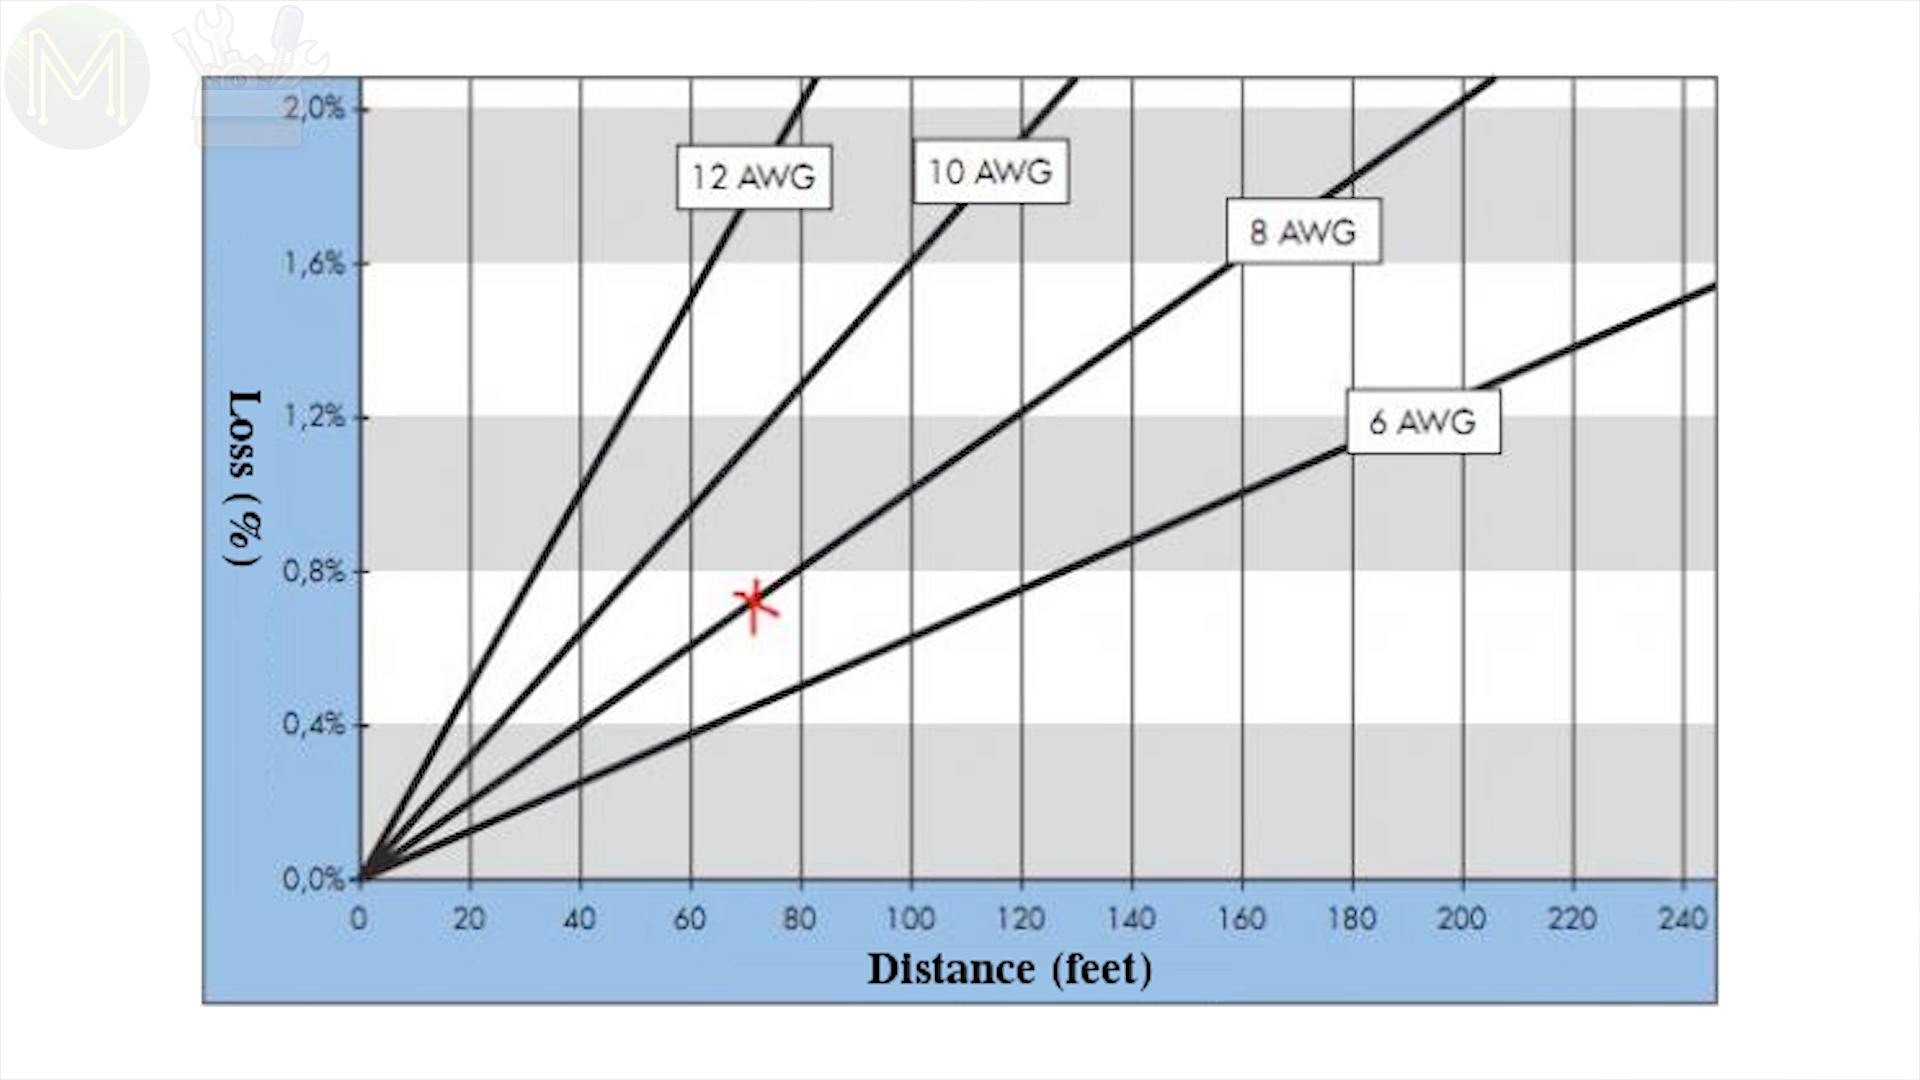 M
2,0%
12 AWG
10 AWG
8 AWG
1,6%
1,2%
6 AWG
Loss (%)
0,8%
0,4%
0,0%
0 20 40 60 80 100 120 140 160 180 200 220 240
Distance (feet)